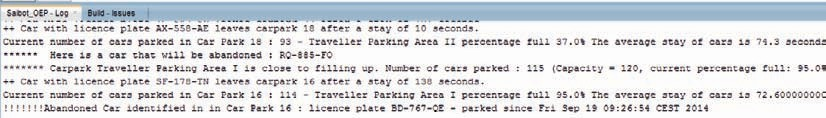 Saibot_OEP - Log Build - Issues
++ Car with licence plate AX-558-AE leaves carpark 18 after a stay of 10 seconds.
Current number of cars parked in Car Park 18 : 93 - Traveller Parking Area II percentage full 37.0% The average stay of cars is 74.3 seconds
****** Here is a car that will be abandoned : RQ-885-FO
******* Carpark Traveller Parking Area I is close to filling up. Number of cars parked : 115 (Capacity = 120, current percentage full: 95.0%
++ Car with licence plate SF-178-TN leaves carpark 16 after a stay of 138 seconds.
Current number of cars parked in Car Park 16 : 114 - Traveller Parking Area I percentage full 95.0% The average stay of cars is 72.60000000
!!!!!!!Abandoned Car identified in in Car Park 16 : licence plate BD-767-QE - parked since Fri Sep 19 09:26:54 CEST 2014